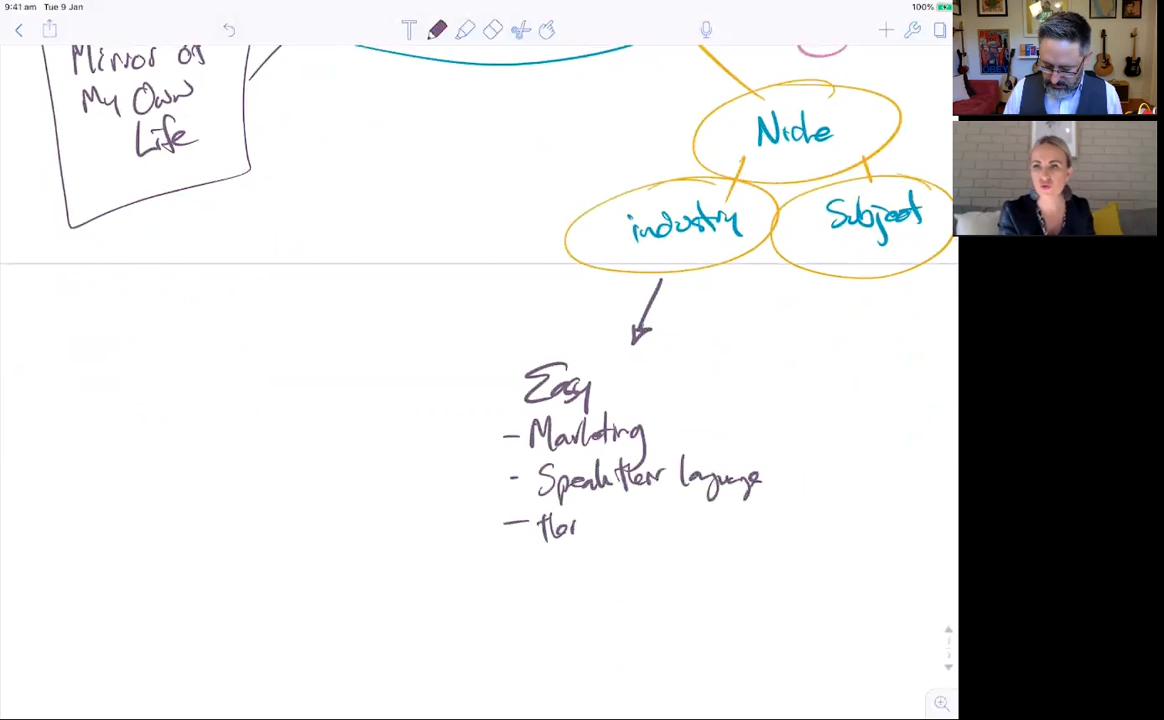 9:41 am Tue 9 Jan
100%
T
Mirror of
My Own
Life
Niche
industry
Subject
Easy
- Marketing
- Speak their language
OBEY